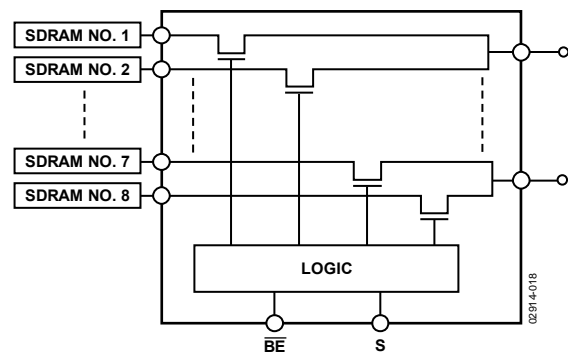 SDRAM NO. 1
SDRAM NO. 2
SDRAM NO. 7
SDRAM NO. 8
LOGIC
BE
S
02914-018